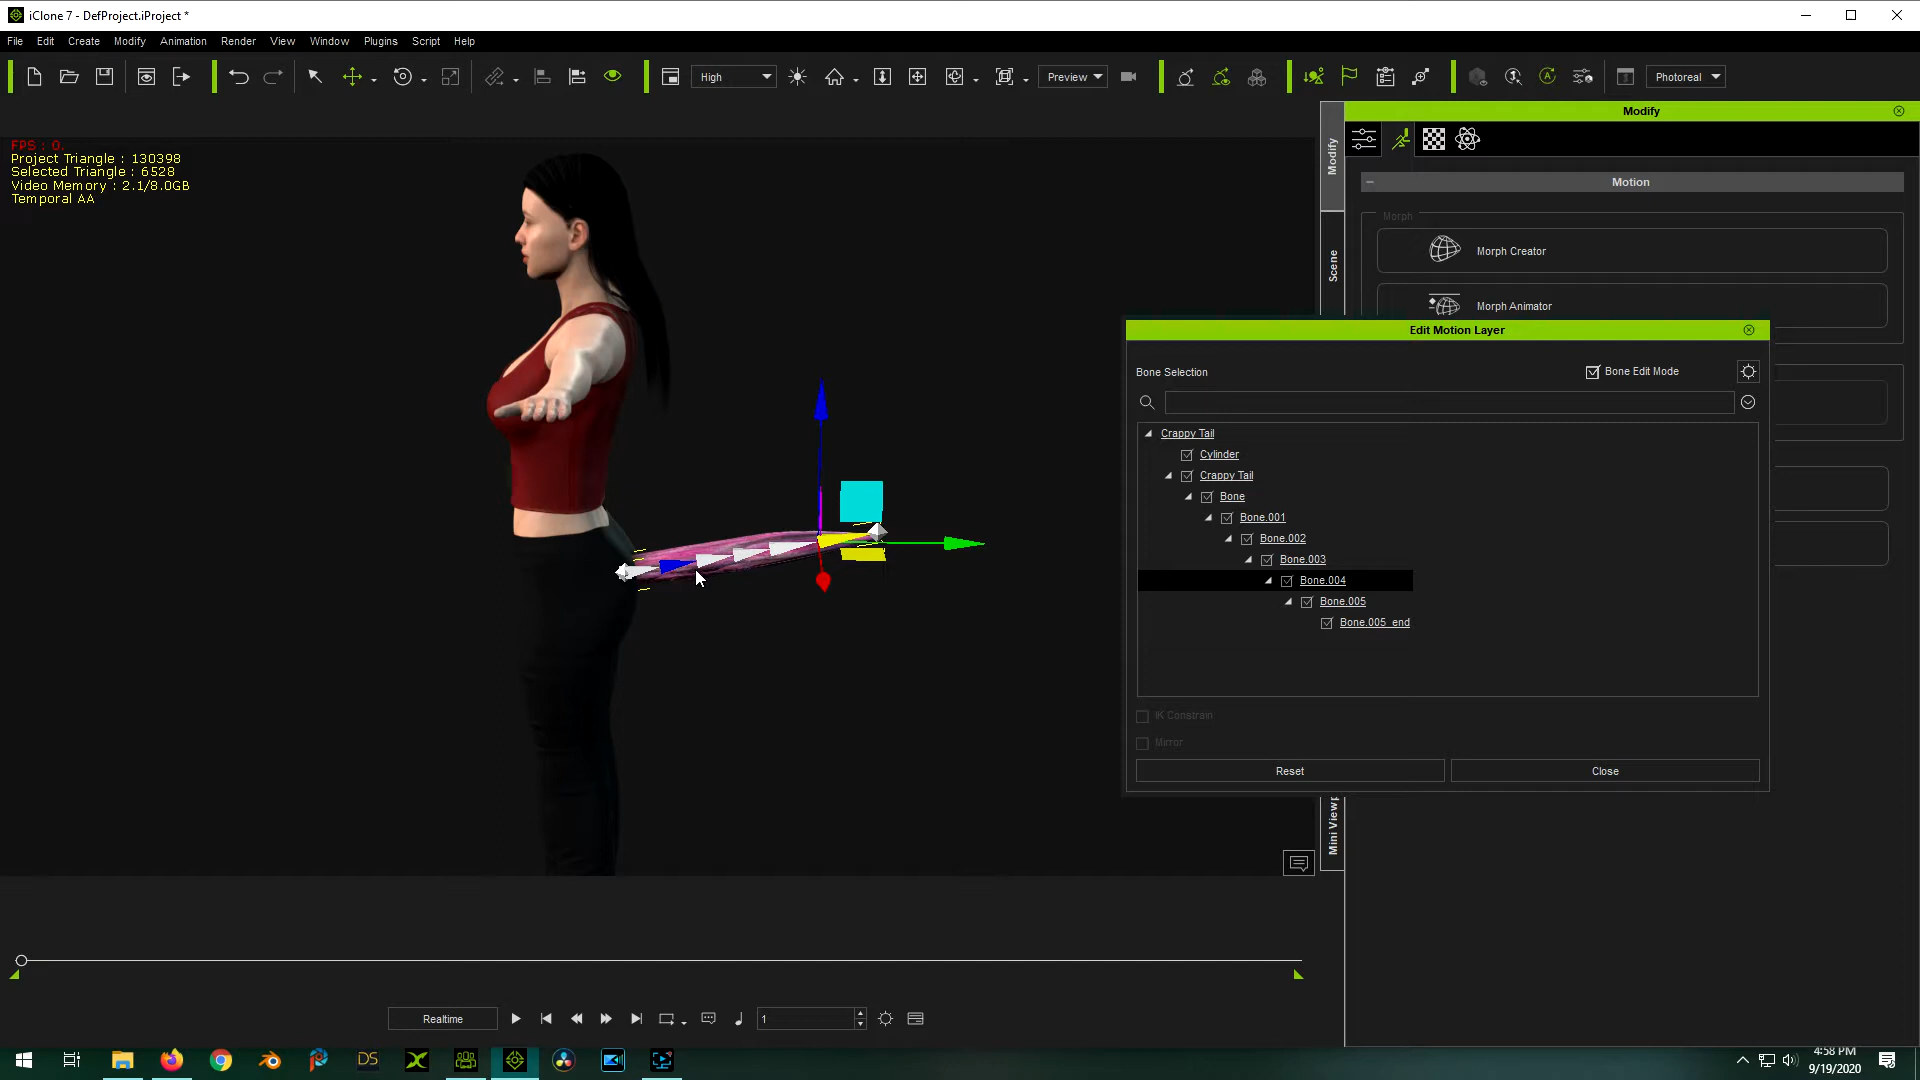 iClone 7 - DefProject.iProject *
File Edit Create Modify Animation Render View Window Plugins Script Help
High Preview Photoreal
FPS : 0.
Project Triangle : 130398
Selected Triangle : 6528
Video Memory : 2.1/8.0GB
Temporal AA
Modify
Modify
Scene
Motion
Morph
Morph Creator
Morph Animator
Edit Motion Layer
Bone Selection
Bone Edit Mode
Crappy Tail
Cylinder
Crappy Tail
Bone
Bone.001
Bone.002
Bone.003
Bone.004
Bone.005
Bone.005_end
IK Constrain
Mirror
Reset
Close
Mini View
Realtime
1
DS
4:58 PM
9/19/2020